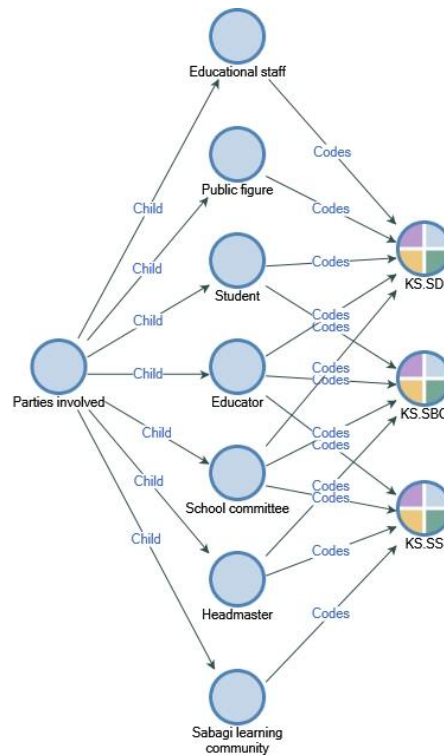 Educational staff
Codes
Public figure
Child
Codes
Child
Student
Codes
KS.SD
Child
Codes
Codes
Child
Codes
Parties involved
Educator
Codes
KS.SBC
Child
Codes
Codes
School committee
Codes
Child
Codes
KS.SS
Headmaster
Codes
Child
Codes
Sabagi learning
community